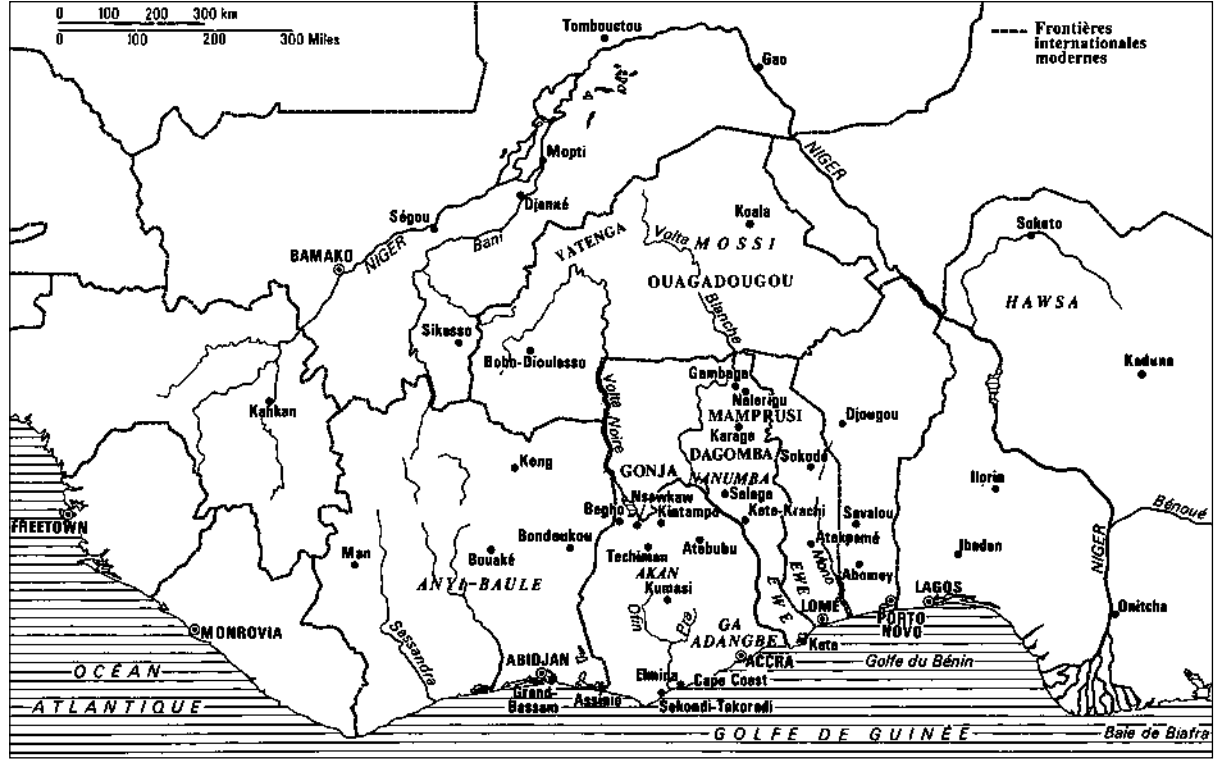 0 100 200 300 km
0 100 200 300 Miles
Tombouctou
Gao
Frontières
internationales
modernes
Mopti
NIGER
Ségou
Djenné
Koala
Sokoto
Bani
YATENGA
Volta
MOSSI
BAMAKO
NIGER
OUAGADOUGOU
HAWSA
Blanche
Sikasso
Bobo-Dioulasso
Kaduna
Gambaga
Nalerigu
Kankan
Volta Noire
MAMPRUSI
Karaga
Djougou
DAGOMBA
Kong
GONJA
NANUMBA
Sokodé
Ilorin
Nsawkaw
Salaga
FREETOWN
Begho
Kintampo
Kete-Krachi
Savalou
Bénoué
Man
Bouaké
Bondoukou
Techiman
Atebubu
Atakpamé
Ibadan
NIGER
ANYI-BAULE
AKAN
Kumasi
Mono
Abomey
EWE
EWE
Ofin
Pra
LOMÉ
LAGOS
Onitcha
MONROVIA
Sassandra
GA
ADANGBE
PORTO
NOVO
Keta
OCÉAN
ABIDJAN
ACCRA
Golfe du Bénin
Grand
Bassam
Assinie
Elmina
Cape Coast
ATLANTIQUE
Sekondi-Takoradi
GOLFE DE GUINÉE
Baie de Biafra